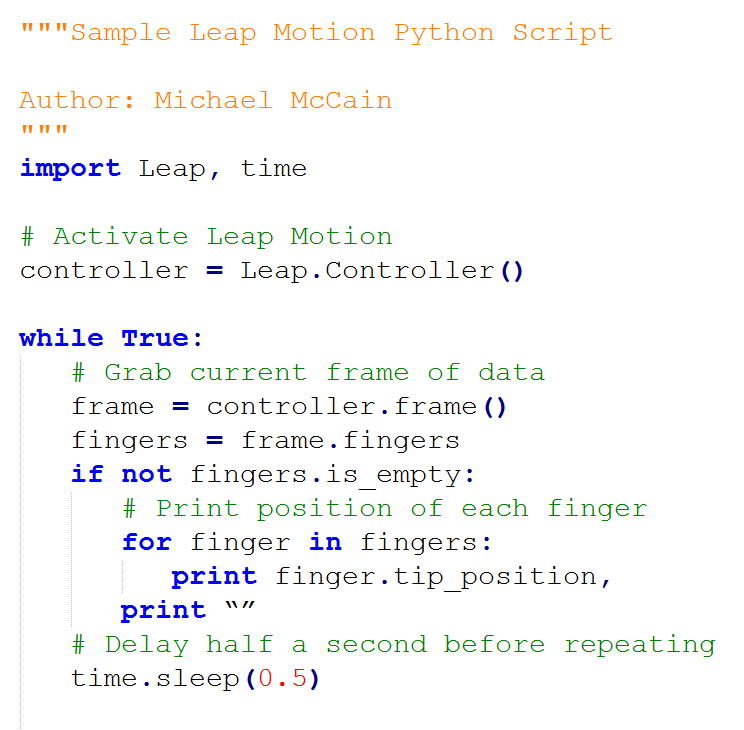 """Sample Leap Motion Python Script
Author: Michael McCain
"""
import Leap, time
# Activate Leap Motion
controller = Leap.Controller()
while True:
# Grab current frame of data
frame = controller.frame()
fingers = frame.fingers
if not fingers.is_empty:
# Print position of each finger
for finger in fingers:
print finger.tip_position,
print “”
# Delay half a second before repeating
time.sleep(0.5)